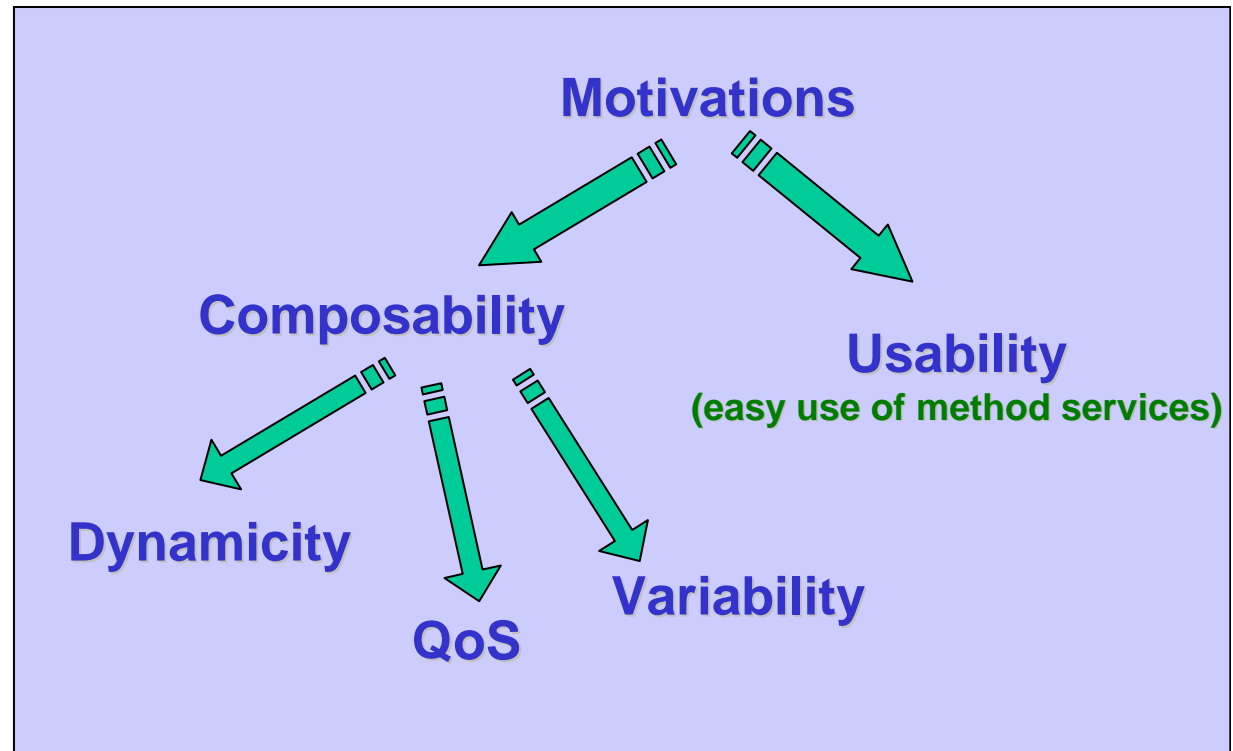 Motivations
Composability
Usability
(easy use of method services)
Dynamicity
Variability
QoS